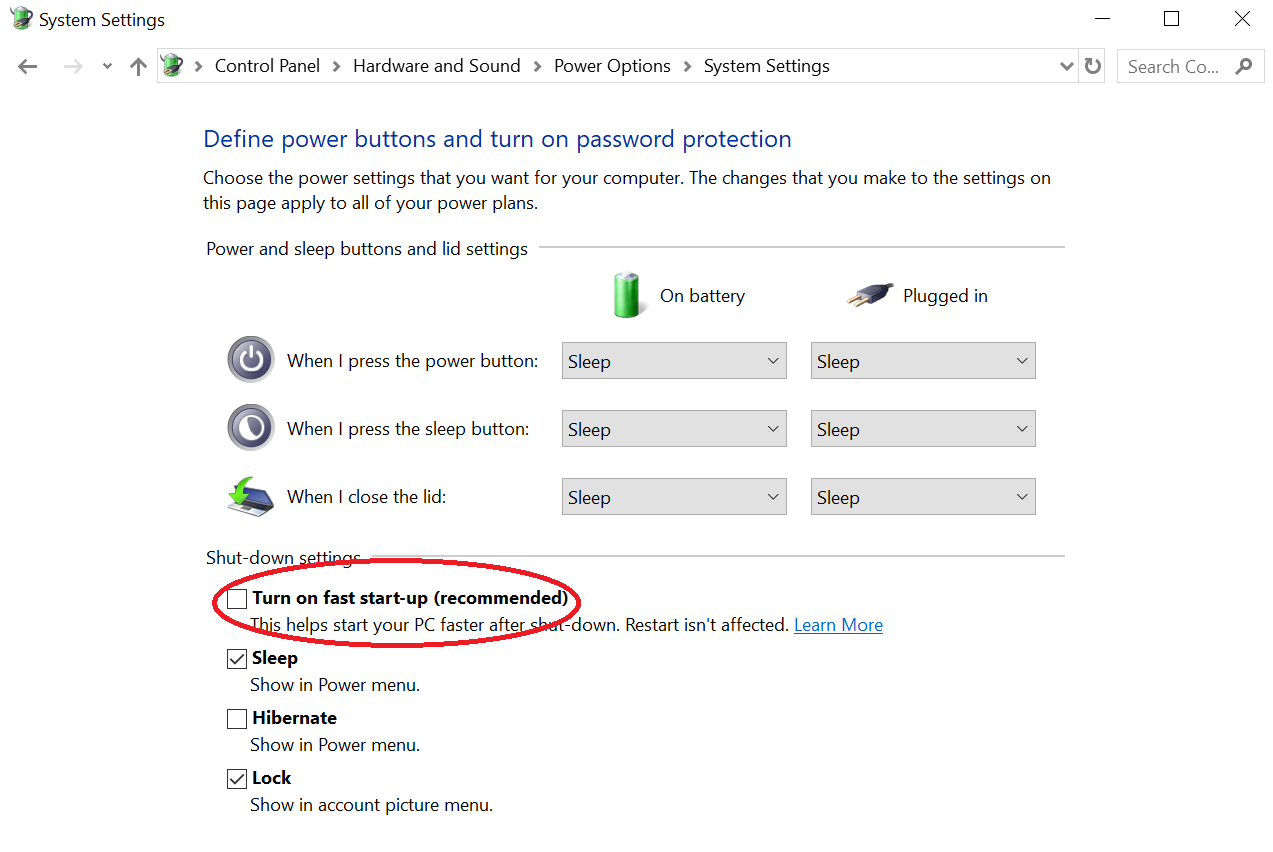 System Settings
Control Panel > Hardware and Sound > Power Options > System Settings
Search Co...
Define power buttons and turn on password protection
Choose the power settings that you want for your computer. The changes that you make to the settings on
this page apply to all of your power plans.
Power and sleep buttons and lid settings
On battery Plugged in
When I press the power button: Sleep Sleep
When I press the sleep button: Sleep Sleep
When I close the lid: Sleep Sleep
Shut-down settings
Turn on fast start-up (recommended)
This helps start your PC faster after shut-down. Restart isn't affected. Learn More
Sleep
Show in Power menu.
Hibernate
Show in Power menu.
Lock
Show in account picture menu.